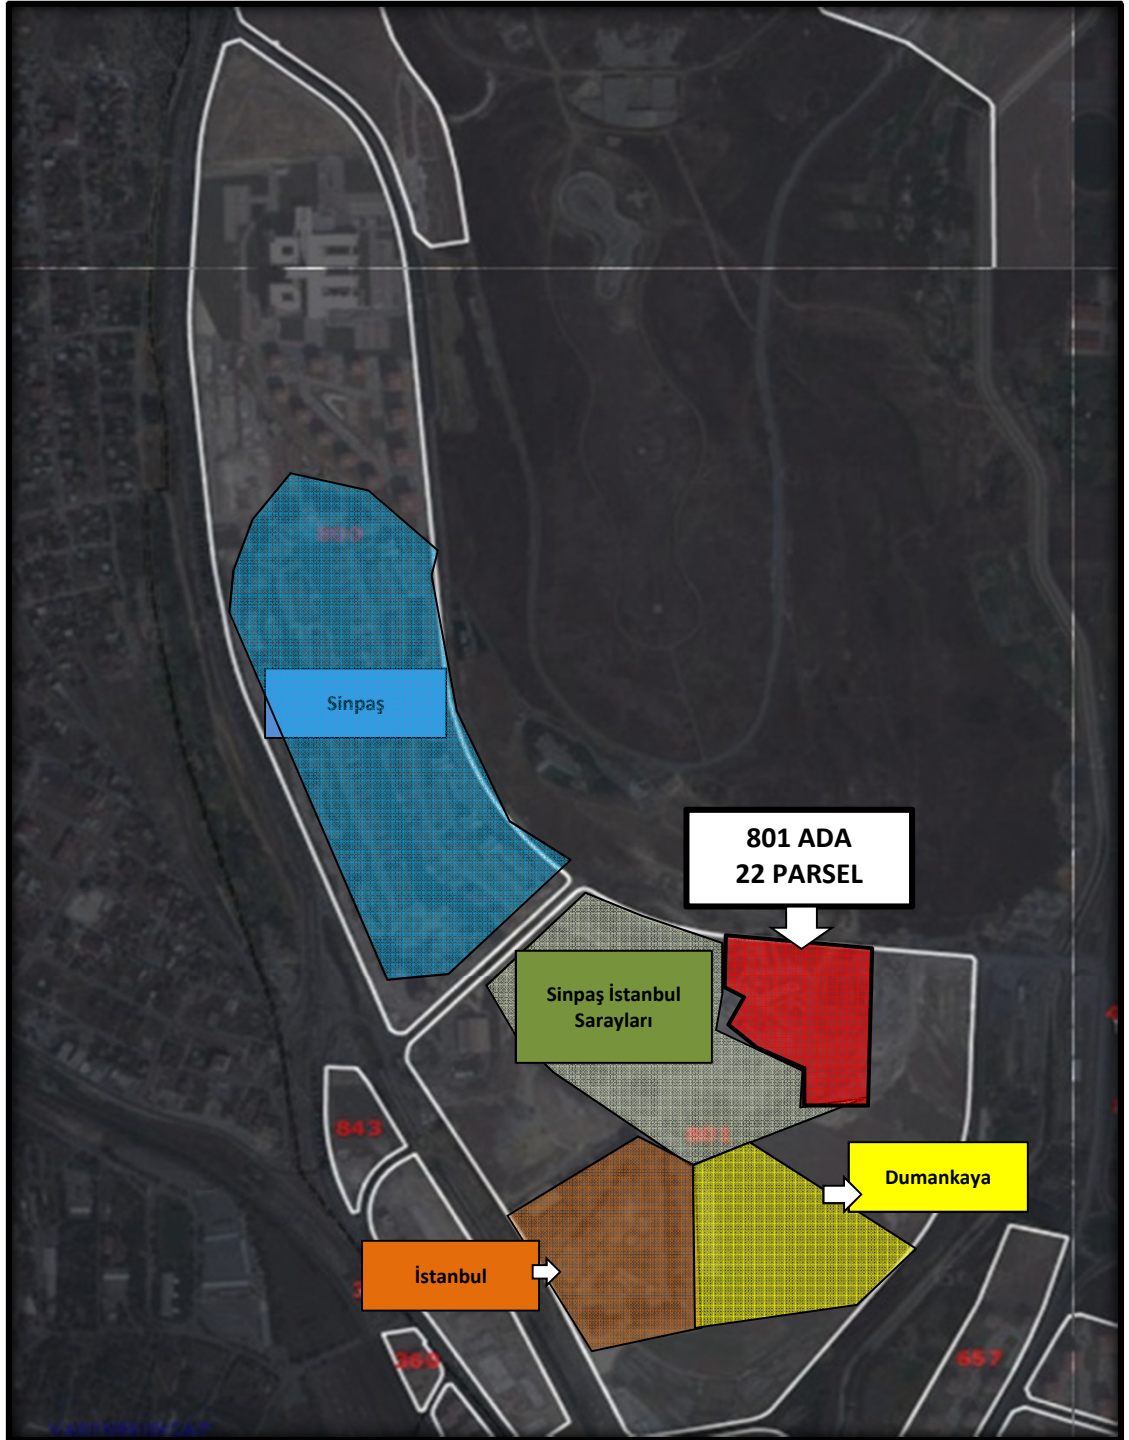 Sinpaş
801 ADA
22 PARSEL
Sinpaş İstanbul
Sarayları
843
Dumankaya
İstanbul
369
657